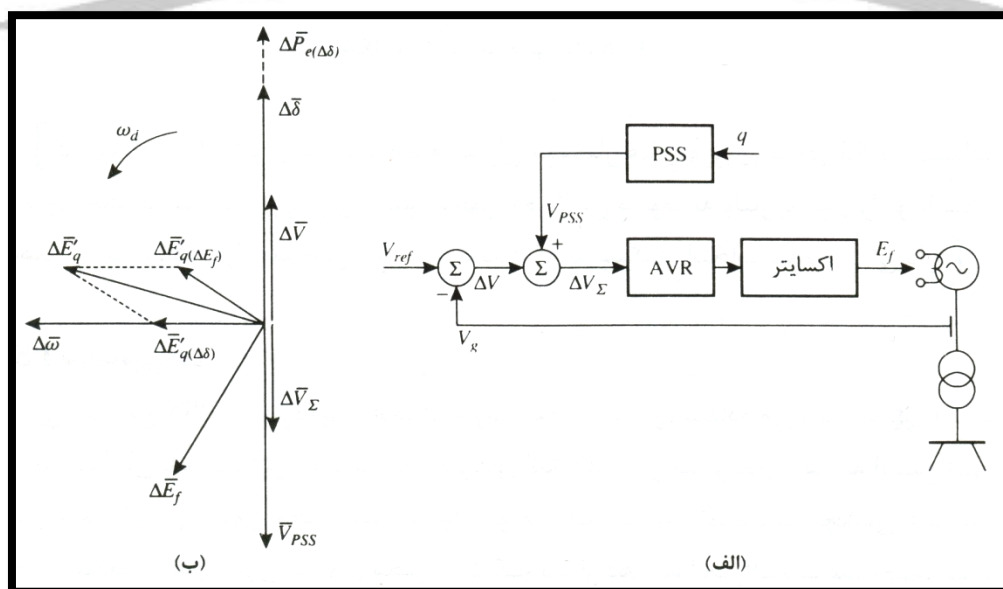 ΔP̄e(Δδ)
Δδ̄
ωd
ΔV̄
ΔĒ′q
ΔĒ′q(ΔEf)
Δω̄
ΔĒ′q(Δδ)
ΔV̄Σ
ΔĒf
V̄PSS
(ب)
PSS
q
VPSS
Vref
Σ
ΔV
Σ
+
ΔVΣ
AVR
اکسایتر
Ef
−
Vg
(الف)